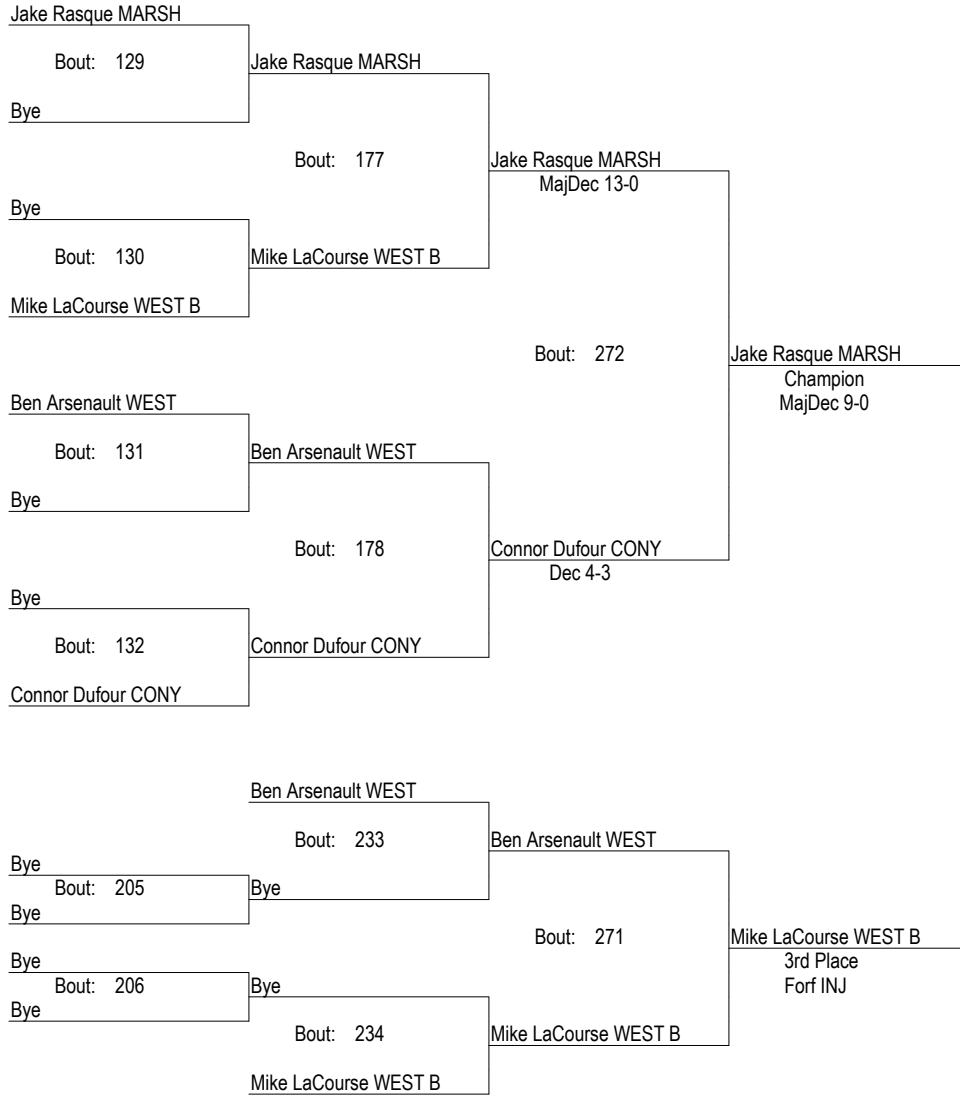 Jake Rasque MARSH
Bout: 129
Jake Rasque MARSH
Bye
Bout: 177
Jake Rasque MARSH
MajDec 13-0
Bye
Bout: 130
Mike LaCourse WEST B
Mike LaCourse WEST B
Bout: 272
Jake Rasque MARSH
Champion
MajDec 9-0
Ben Arsenault WEST
Bout: 131
Ben Arsenault WEST
Bye
Bout: 178
Connor Dufour CONY
Dec 4-3
Bye
Bout: 132
Connor Dufour CONY
Connor Dufour CONY
Ben Arsenault WEST
Bout: 233
Ben Arsenault WEST
Bye
Bout: 205
Bye
Bye
Bout: 271
Mike LaCourse WEST B
3rd Place
Forf INJ
Bye
Bout: 206
Bye
Bye
Bout: 234
Mike LaCourse WEST B
Mike LaCourse WEST B